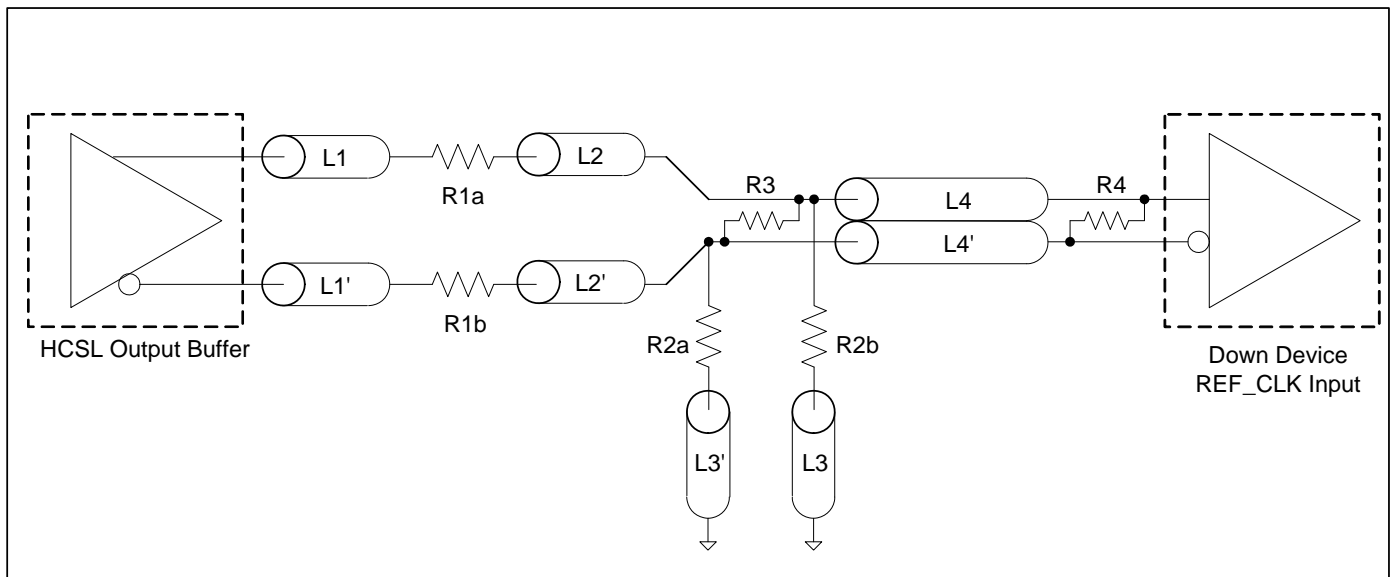 L1
R1a
L2
R3
L4
R4
L1'
R1b
L2'
L4'
HCSL Output Buffer
R2a
R2b
Down Device
REF_CLK Input
L3'
L3